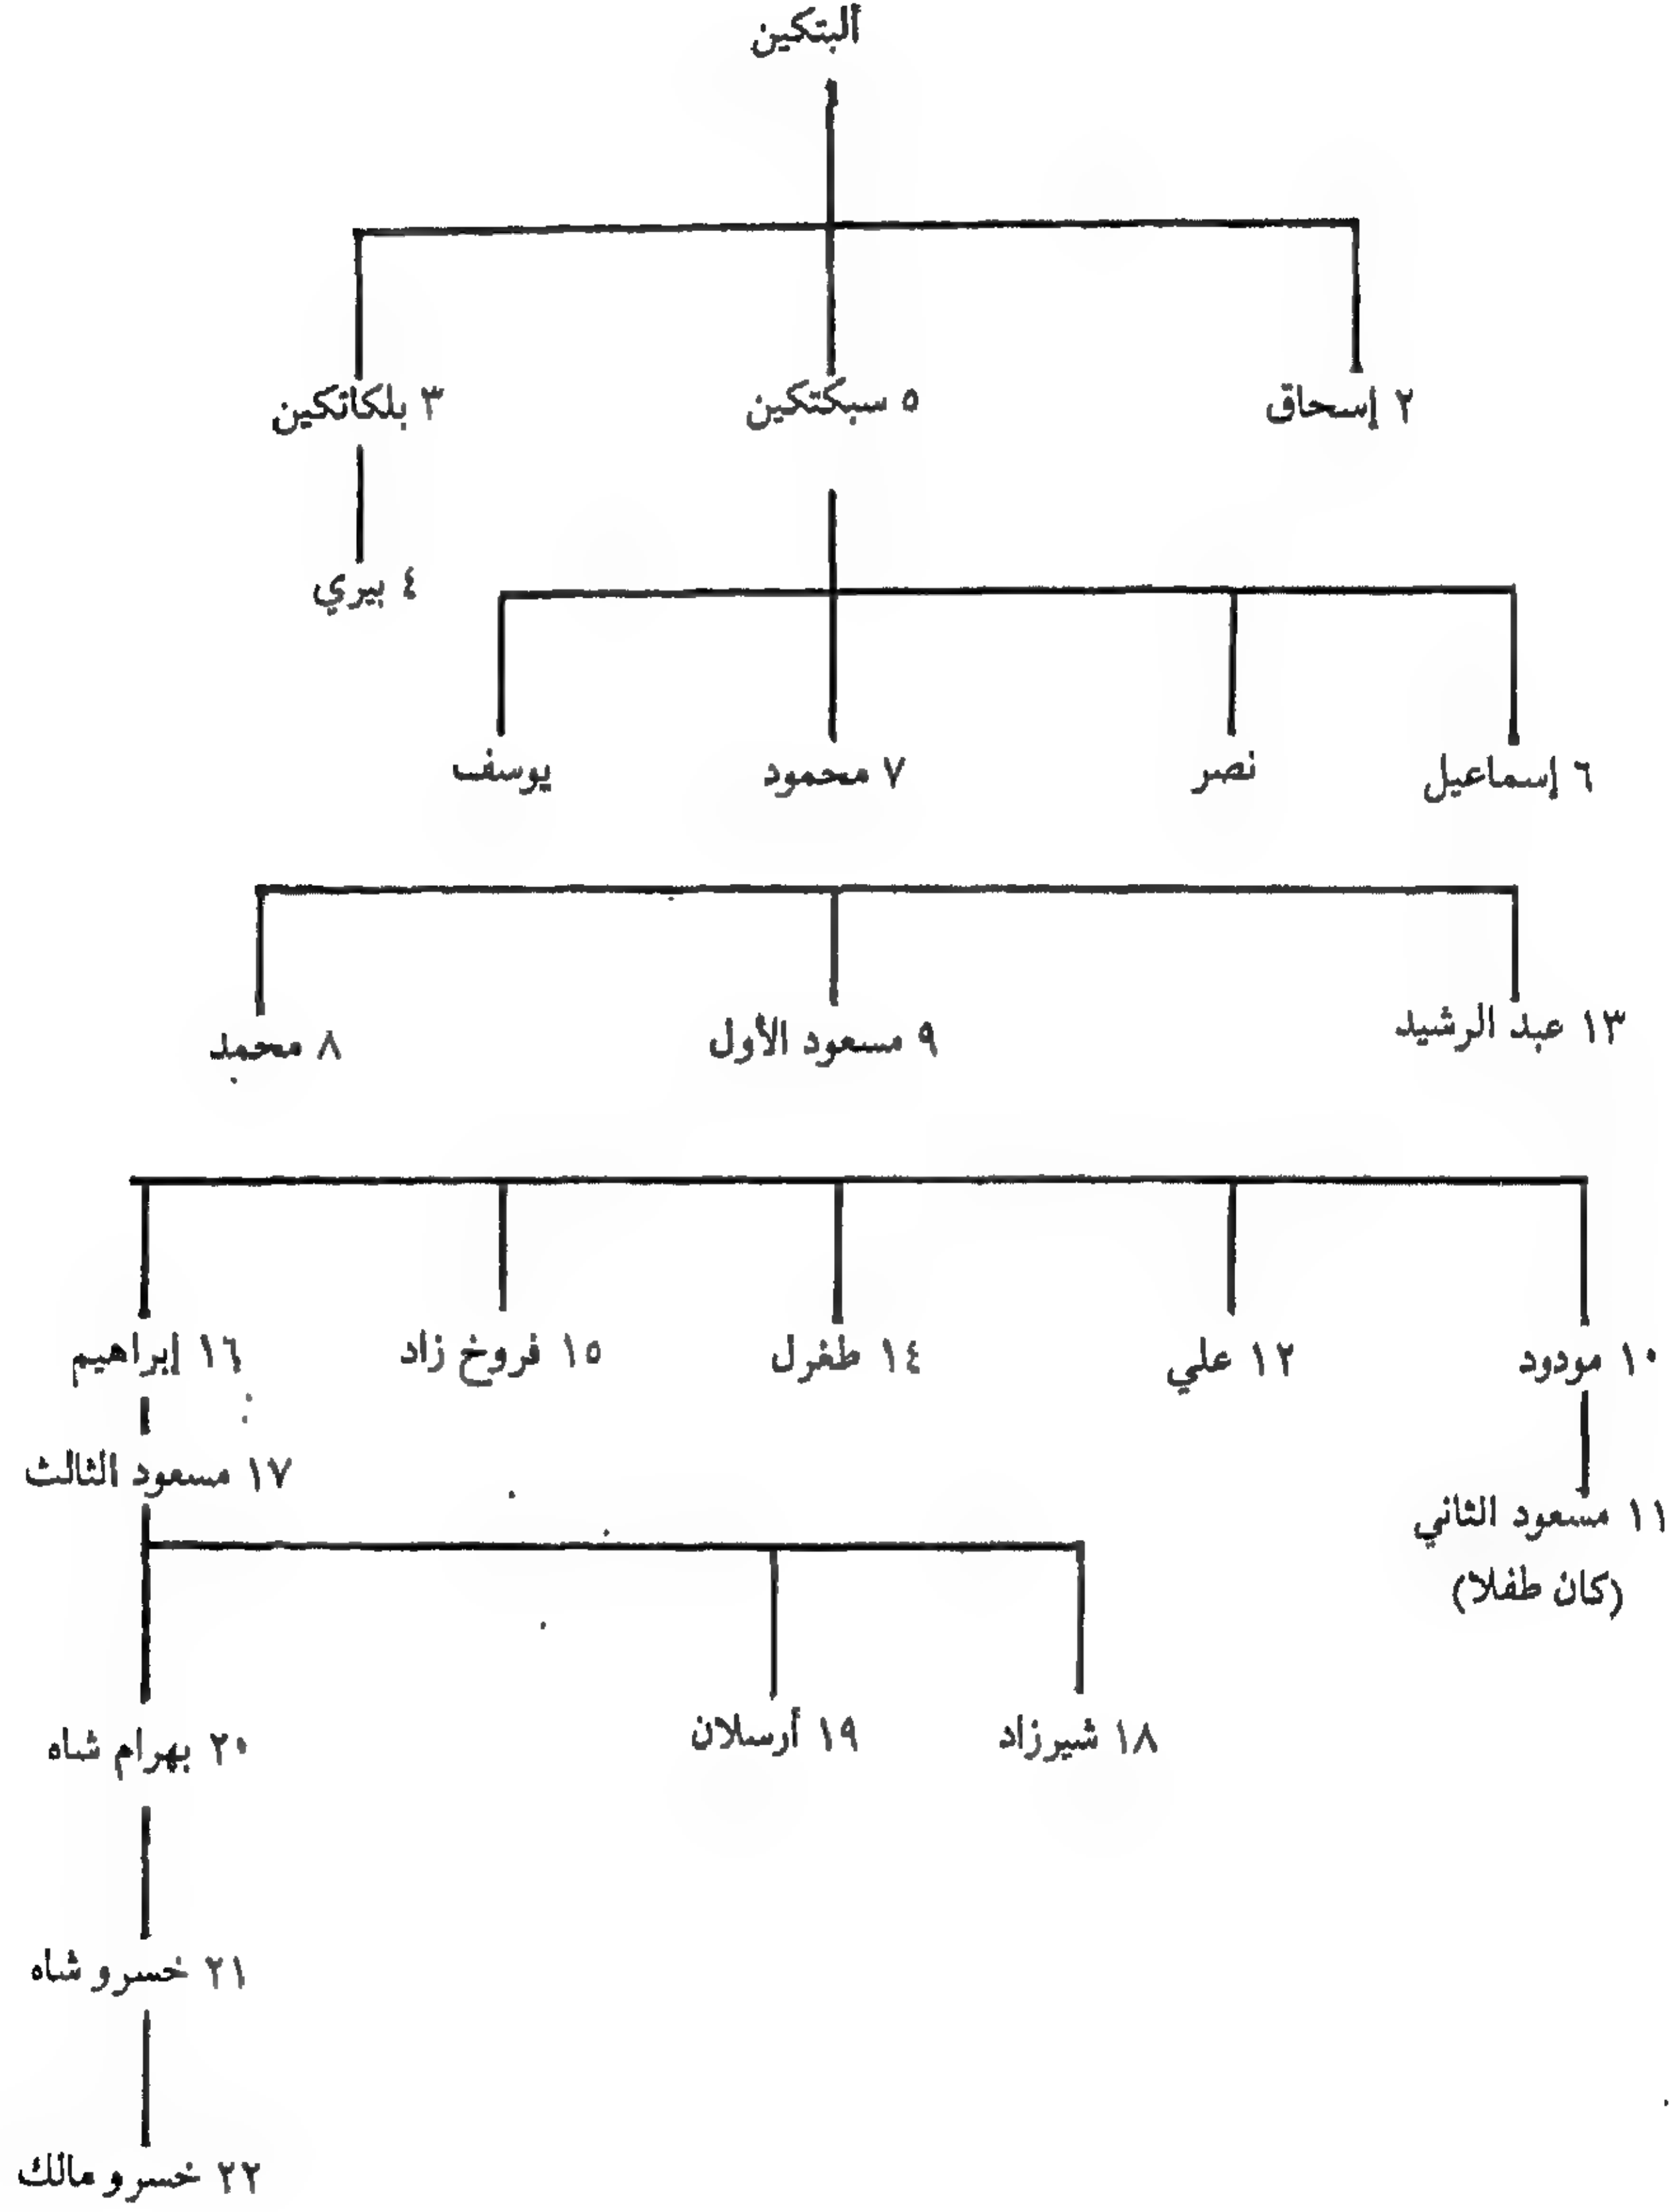 ألبتكين
٢ إسحاق
٥ سبكتكين
٣ بلكاتكين
٤ بيري
٦ إسماعيل
نصر
٧ محمود
يوسف
١٣ عبد الرشيد
٩ مسعود الأول
٨ محمد
١٠ مودود
١٢ علي
١٤ طغرل
١٥ فروخ زاد
١٦ إبراهيم
١٧ مسعود الثالث
١١ مسعود الثاني
(كان طفلا)
١٨ شيرزاد
١٩ أرسلان
٢٠ بهرام شاه
٢١ خسرو شاه
٢٢ خسرو مالك